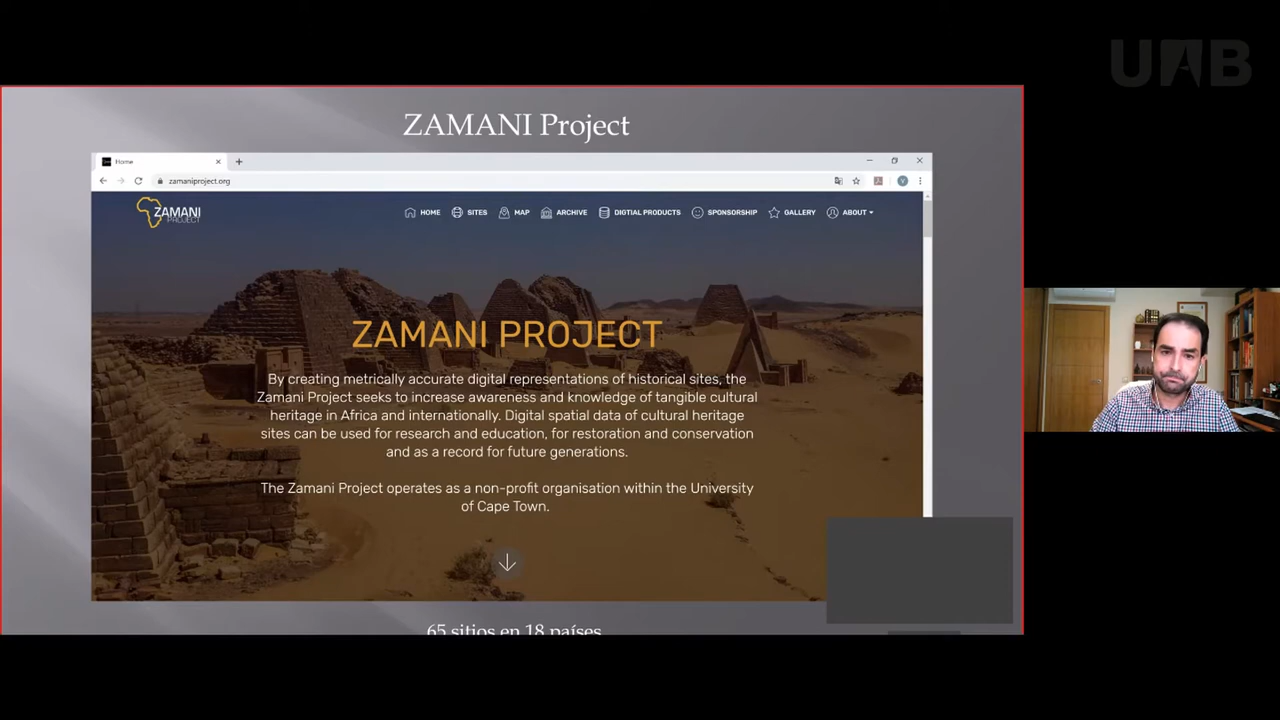 UAB
ZAMANI Project
Home
zamaniproject.org
ZAMANI
PROJECT
HOME
SITES
MAP
ARCHIVE
DIGTIAL PRODUCTS
SPONSORSHIP
GALLERY
ABOUT
ZAMANI PROJECT
By creating metrically accurate digital representations of historical sites, the
Zamani Project seeks to increase awareness and knowledge of tangible cultural
heritage in Africa and internationally. Digital spatial data of cultural heritage
sites can be used for research and education, for restoration and conservation
and as a record for future generations.
The Zamani Project operates as a non-profit organisation within the University
of Cape Town.
65 sitios en 18 países